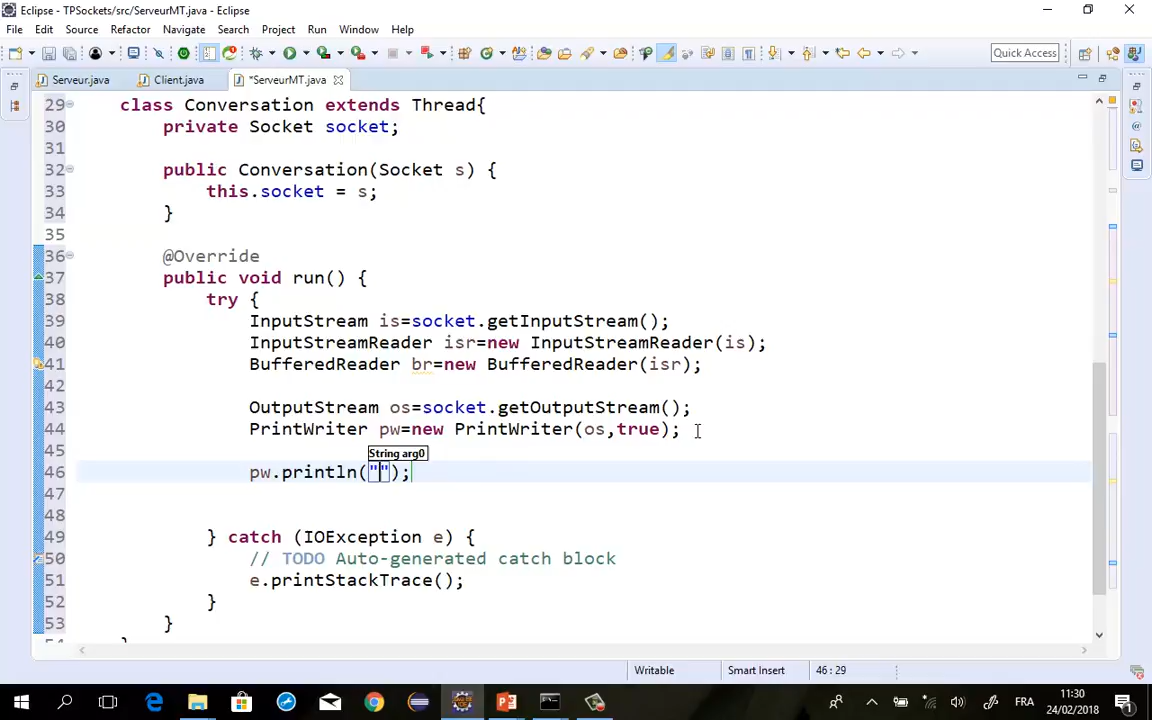 Eclipse - TPSockets/src/ServeurMT.java - Eclipse
File Edit Source Refactor Navigate Search Project Run Window Help
Quick Access
Serveur.java Client.java *ServeurMT.java
29 class Conversation extends Thread{
30 private Socket socket;
31
32 public Conversation(Socket s) {
33 this.socket = s;
34 }
35
36 @Override
37 public void run() {
38 try {
39 InputStream is=socket.getInputStream();
40 InputStreamReader isr=new InputStreamReader(is);
41 BufferedReader br=new BufferedReader(isr);
42
43 OutputStream os=socket.getOutputStream();
44 PrintWriter pw=new PrintWriter(os,true);
45
String arg0
46 pw.println("");
47
48
49 } catch (IOException e) {
50 // TODO Auto-generated catch block
51 e.printStackTrace();
52 }
53 }
54 }
Writable Smart Insert 46 : 29
FRA 11:30
24/02/2018